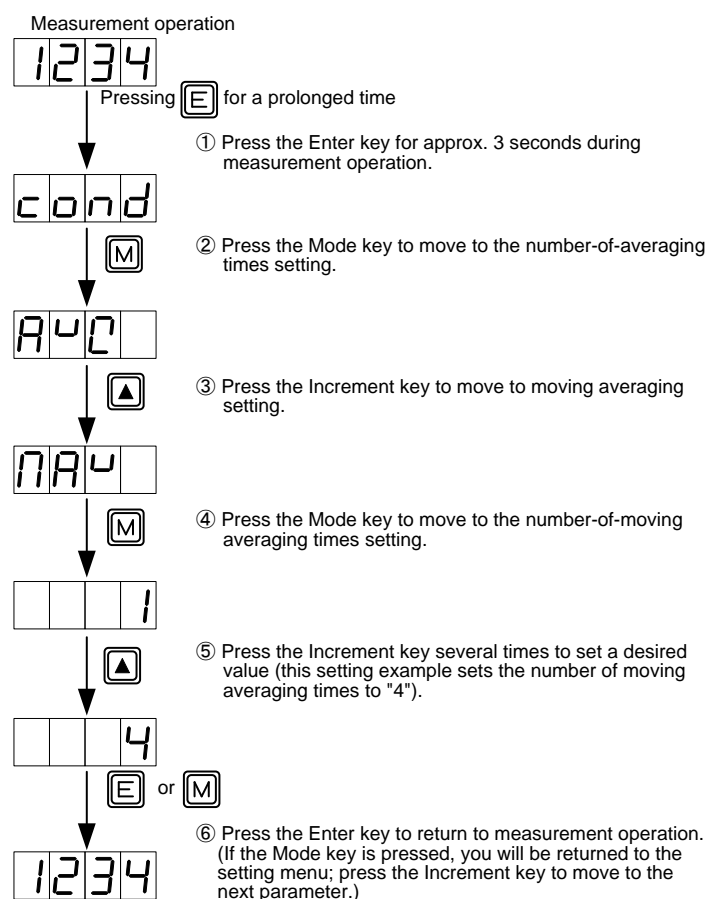 Measurement operation
1234
Pressing E for a prolonged time
① Press the Enter key for approx. 3 seconds during
measurement operation.
cond
M
② Press the Mode key to move to the number-of-averaging
times setting.
AvC
③ Press the Increment key to move to moving averaging
setting.
MAv
M
④ Press the Mode key to move to the number-of-moving
averaging times setting.
1
⑤ Press the Increment key several times to set a desired
value (this setting example sets the number of moving
averaging times to "4").
4
E or M
⑥ Press the Enter key to return to measurement operation.
(If the Mode key is pressed, you will be returned to the
setting menu; press the Increment key to move to the
next parameter.)
1234